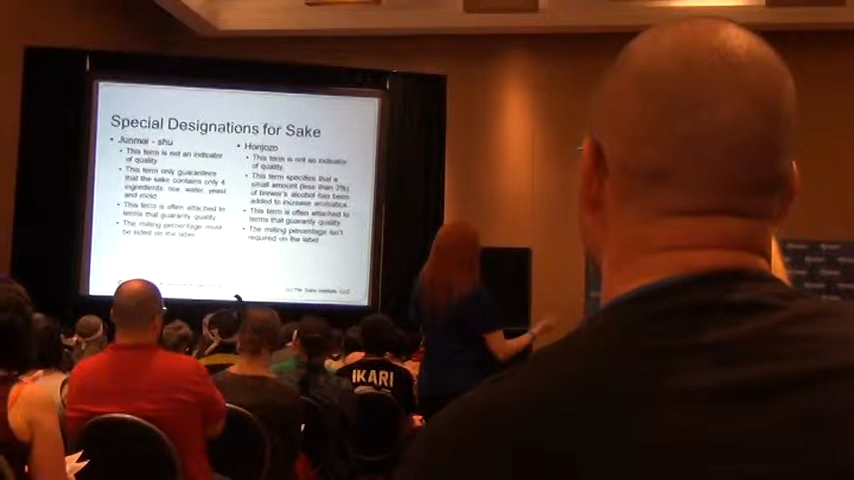 Special Designations for Sake
• Junmai - shu
• This term is not an indicator
of quality
• This term only guarantees
that the sake contains only 4
ingredients rice, water, yeast
and mold
• This term is often attached to
terms that guaranty quality
• The milling percentage must
be listed on the label
• Honjozo
• This term is not an indicator
of quality
• This term specifies that a
small amount (less than 3%)
of brewer's alcohol has been
added to increase aromatics
• This term is often attached to
terms that guaranty quality
• The milling percentage isn't
required on the label
(c) The Sake Institute, LLC
IKARI